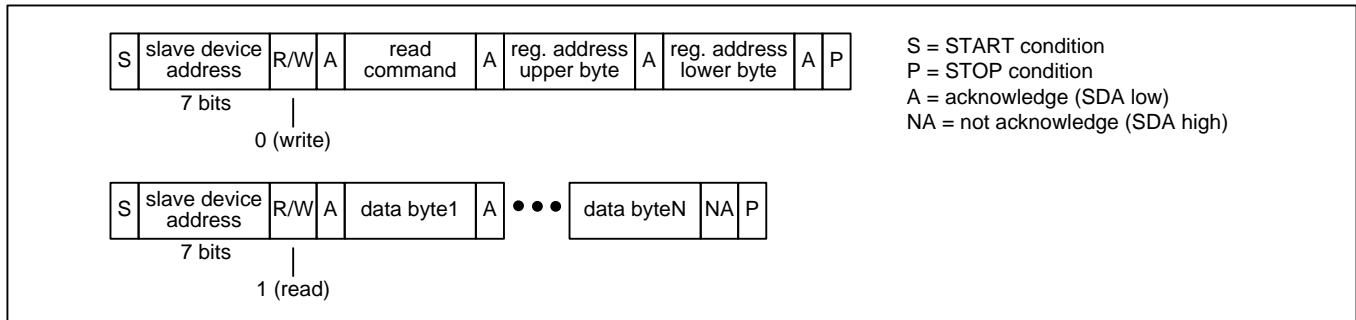 S slave device address R/W A read command A reg. address upper byte A reg. address lower byte A P
7 bits
0 (write)
S = START condition
P = STOP condition
A = acknowledge (SDA low)
NA = not acknowledge (SDA high)
S slave device address R/W A data byte1 A ●●● data byteN NA P
7 bits
1 (read)